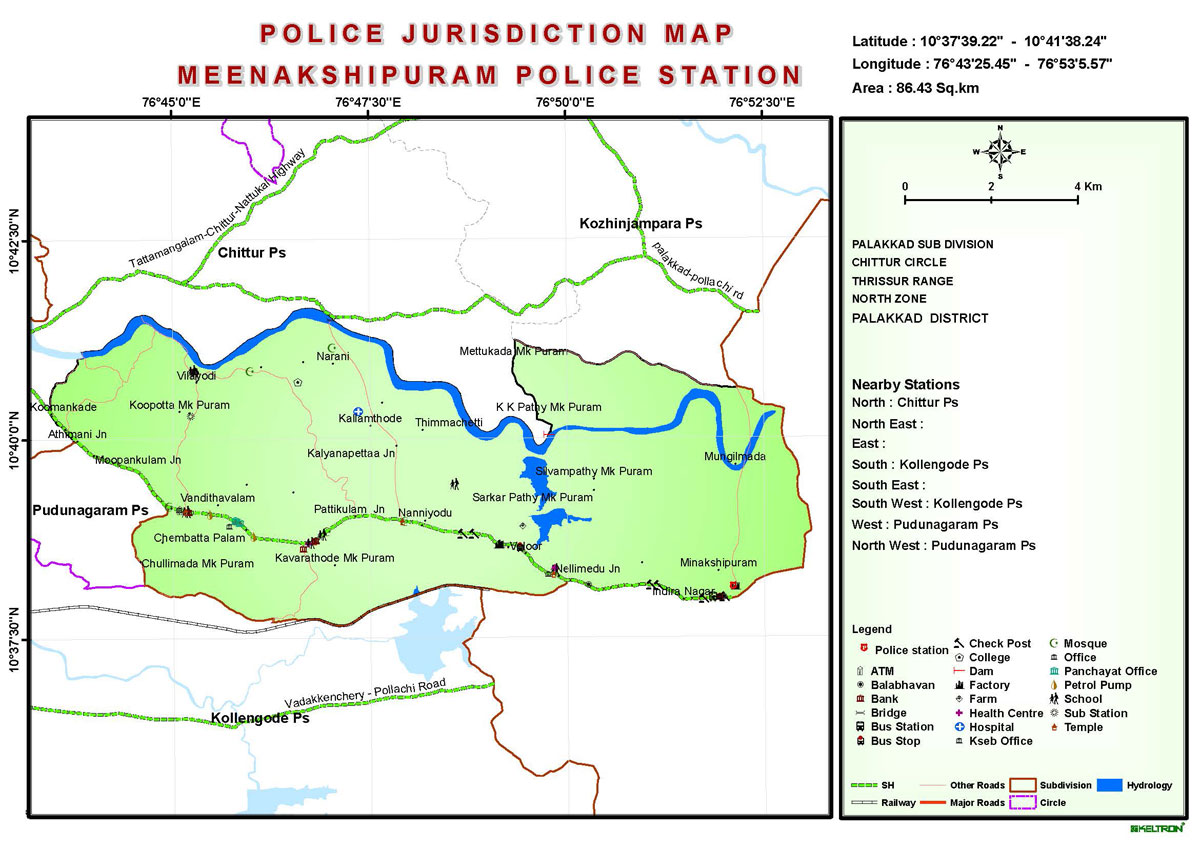 POLICE JURISDICTION MAP
MEENAKSHIPURAM POLICE STATION
Latitude : 10°37'39.22" - 10°41'38.24"
Longitude : 76°43'25.45" - 76°53'5.57"
Area : 86.43 Sq.km
76°45'0"E
76°47'30"E
76°50'0"E
76°52'30"E
10°42'30"N
10°40'0"N
10°37'30"N
Tattamangalam-Chittur-Nattukal Highway
Chittur Ps
Kozhinjampara Ps
palakkad-pollachi rd
Narani
Mettukada Mk Puram
Vilayodi
Koomankade
Koopotta Mk Puram
Kallamthode
K K Pathy Mk Puram
Thimmachetti
Athimani Jn
Moopankulam Jn
Kalyanapettaa Jn
Mungilmada
Silvampathy Mk Puram
Vandithavalam
Sarkar Pathy Mk Puram
Pudunagaram Ps
Pattikulam Jn
Nanniyodu
Chembatta Palam
Valoor
Kavarathode Mk Puram
Chullimada Mk Puram
Nellimedu Jn
Minakshipuram
Indira Nagar
Vadakkenchery - Pollachi Road
Kollengode Ps
N
W
E
S
0
2
4 Km
PALAKKAD SUB DIVISION
CHITTUR CIRCLE
THRISSUR RANGE
NORTH ZONE
PALAKKAD DISTRICT
Nearby Stations
North : Chittur Ps
North East :
East :
South : Kollengode Ps
South East :
South West : Kollengode Ps
West : Pudunagaram Ps
North West : Pudunagaram Ps
Legend
Police station
ATM
Balabhavan
Bank
Bridge
Bus Station
Bus Stop
Check Post
College
Dam
Factory
Farm
Health Centre
Hospital
Kseb Office
Mosque
Office
Panchayat Office
Petrol Pump
School
Sub Station
Temple
SH
Other Roads
Subdivision
Hydrology
Railway
Major Roads
Circle
KELTRON